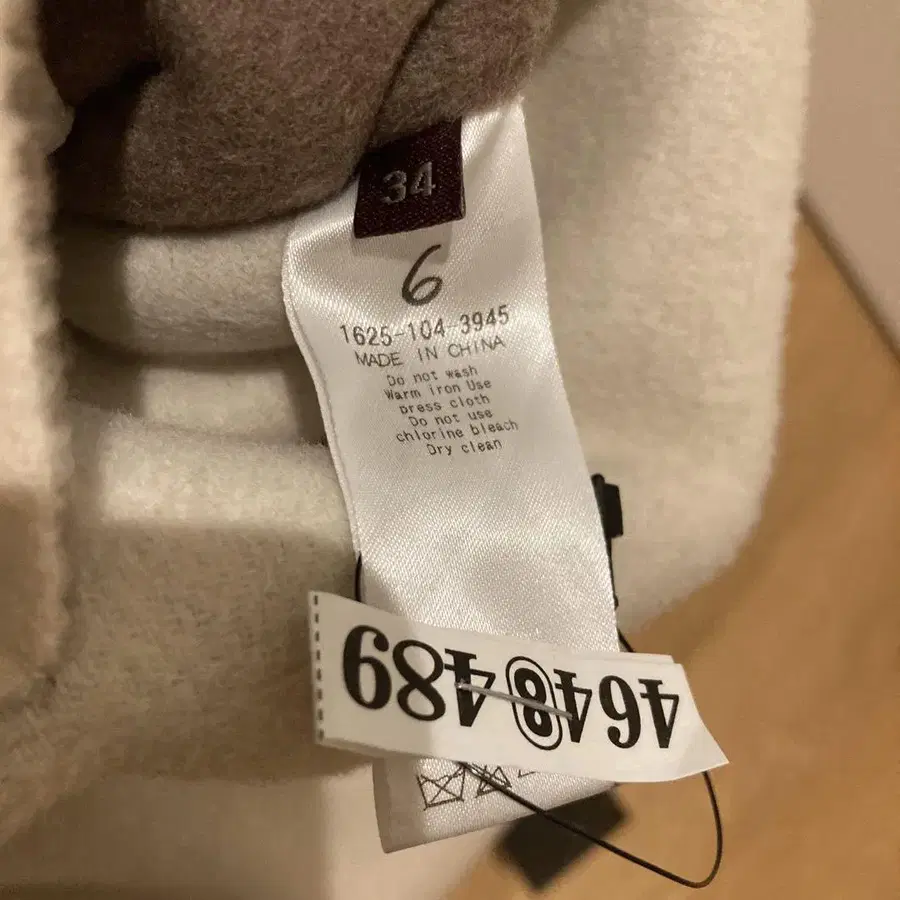 34
6
1625-104-3945
MADE IN CHINA
Do not wash
Warm iron Use
press cloth
Do not use
chlorine bleach
Dry clean
464⑧489